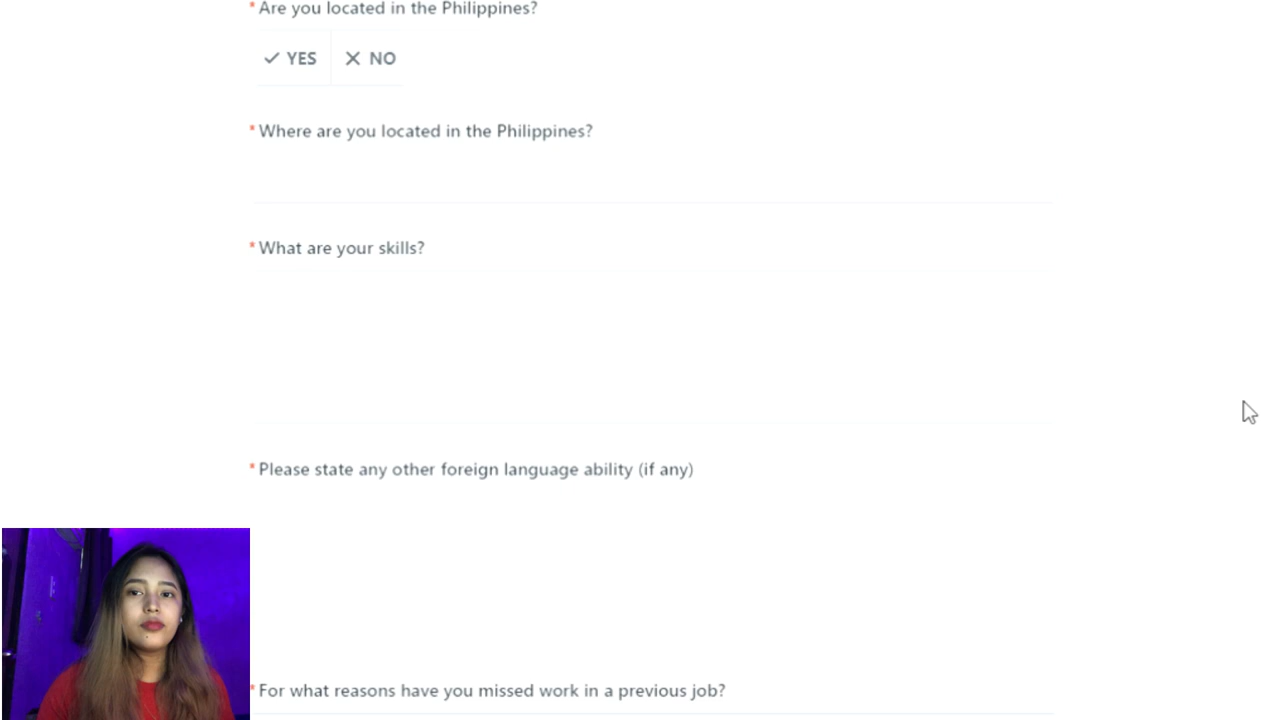 * Are you located in the Philippines?
YES NO
* Where are you located in the Philippines?
* What are your skills?
* Please state any other foreign language ability (if any)
* For what reasons have you missed work in a previous job?